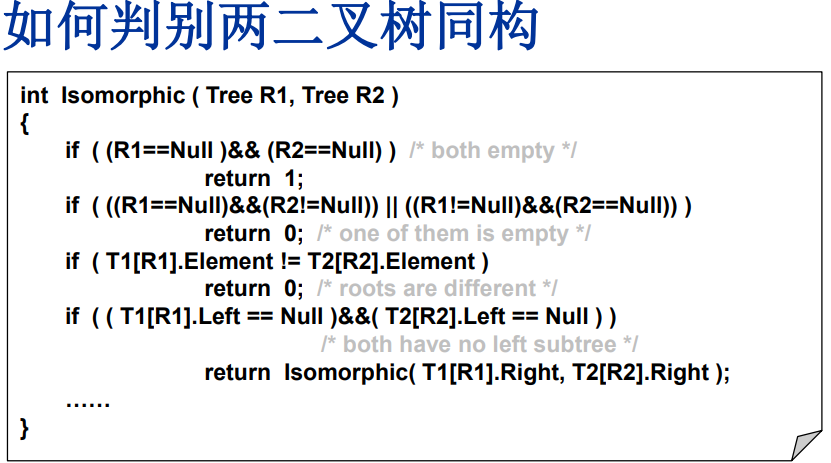 如何判别两二叉树同构
int Isomorphic ( Tree R1, Tree R2 )
{
if ( (R1==Null )&& (R2==Null) ) /* both empty */
return 1;
if ( ((R1==Null)&&(R2!=Null)) || ((R1!=Null)&&(R2==Null)) )
return 0; /* one of them is empty */
if ( T1[R1].Element != T2[R2].Element )
return 0; /* roots are different */
if ( ( T1[R1].Left == Null )&&( T2[R2].Left == Null ) )
/* both have no left subtree */
return Isomorphic( T1[R1].Right, T2[R2].Right );
……
}